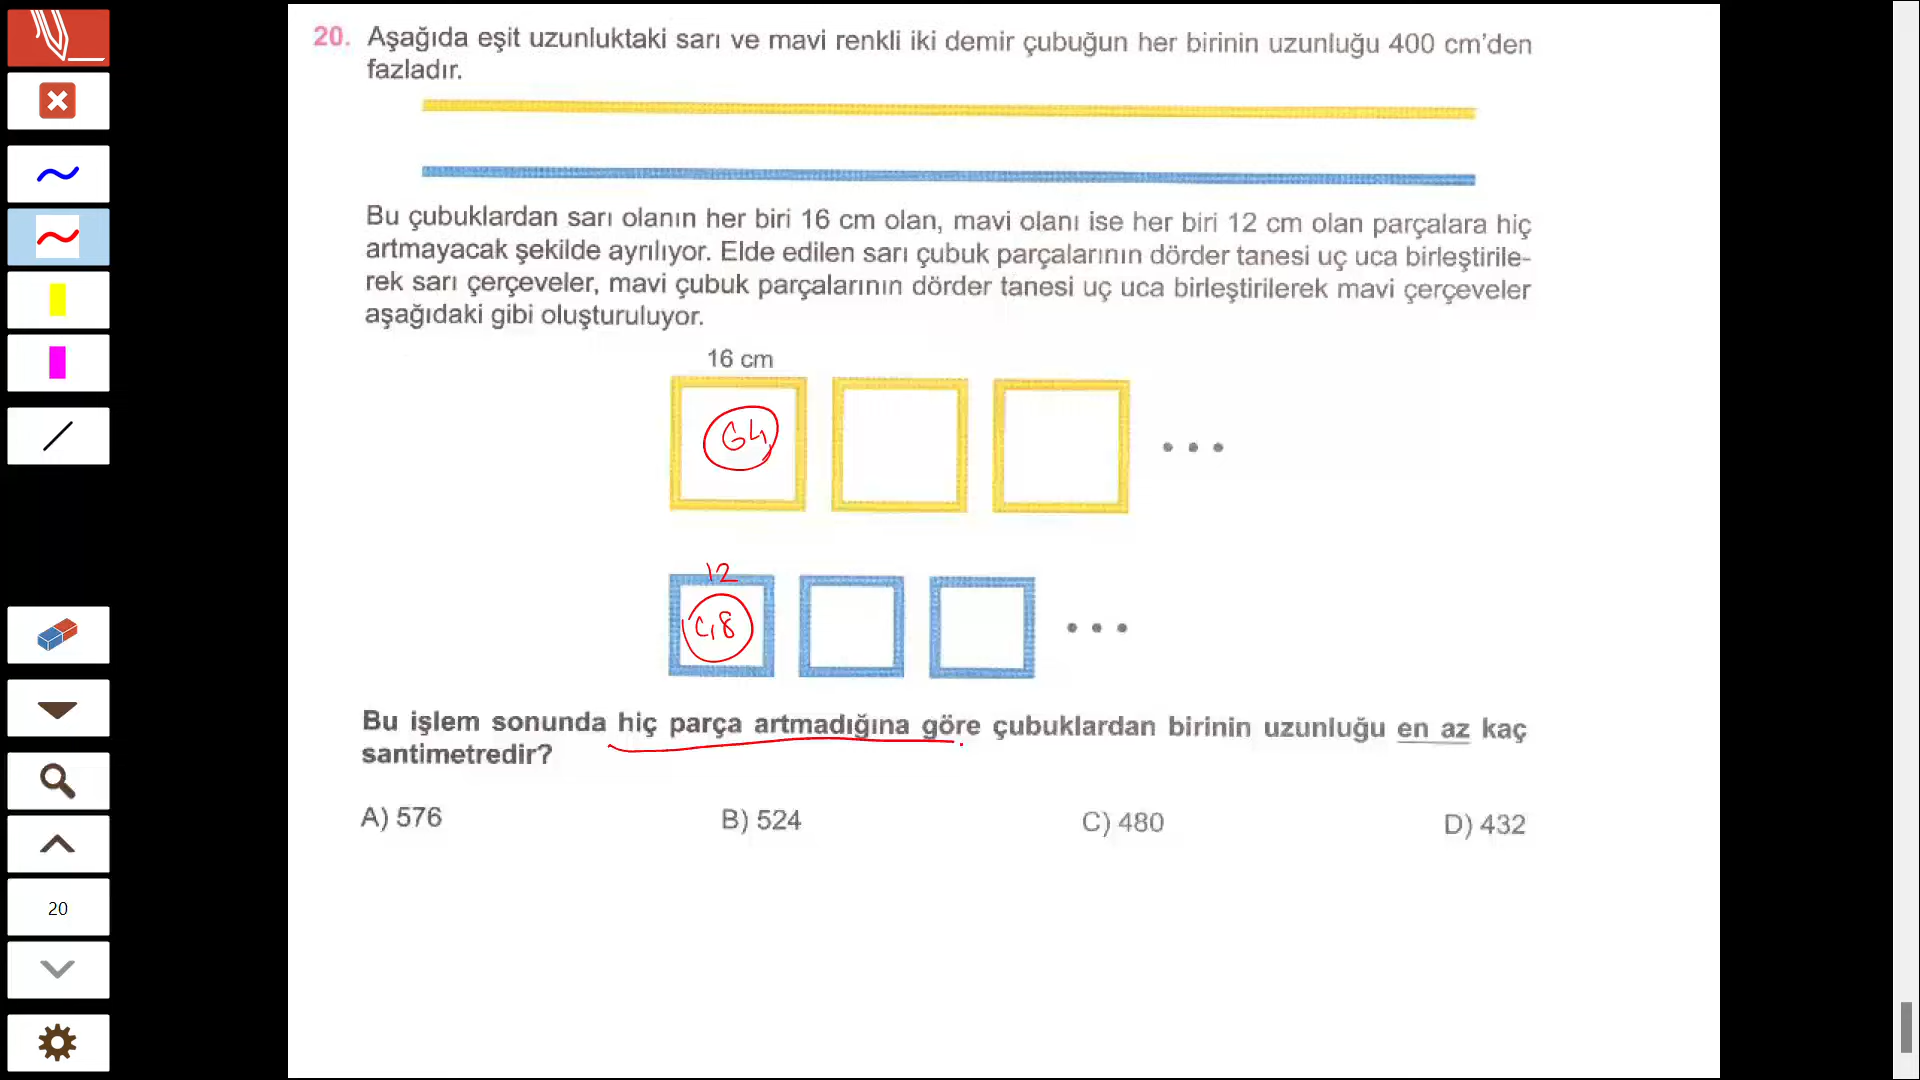 20. Aşağıda eşit uzunluktaki sarı ve mavi renkli iki demir çubuğun her birinin uzunluğu 400 cm'den
fazladır.
Bu çubuklardan sarı olanın her biri 16 cm olan, mavi olanı ise her biri 12 cm olan parçalara hiç
artmayacak şekilde ayrılıyor. Elde edilen sarı çubuk parçalarının dörder tanesi uç uca birleştirile-
rek sarı çerçeveler, mavi çubuk parçalarının dörder tanesi uç uca birleştirilerek mavi çerçeveler
aşağıdaki gibi oluşturuluyor.
16 cm
64
12
48
Bu işlem sonunda hiç parça artmadığına göre çubuklardan birinin uzunluğu en az kaç
santimetredir?
A) 576 B) 524 C) 480 D) 432
20